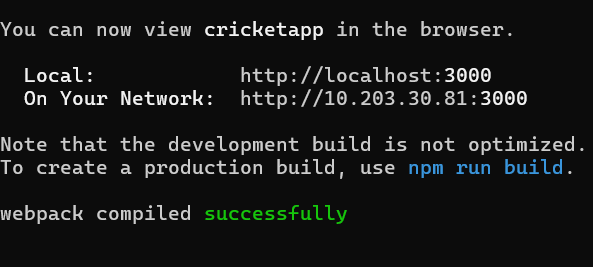 You can now view cricketapp in the browser.
Local: http://localhost:3000
On Your Network: http://10.203.30.81:3000
Note that the development build is not optimized.
To create a production build, use npm run build.
webpack compiled successfully